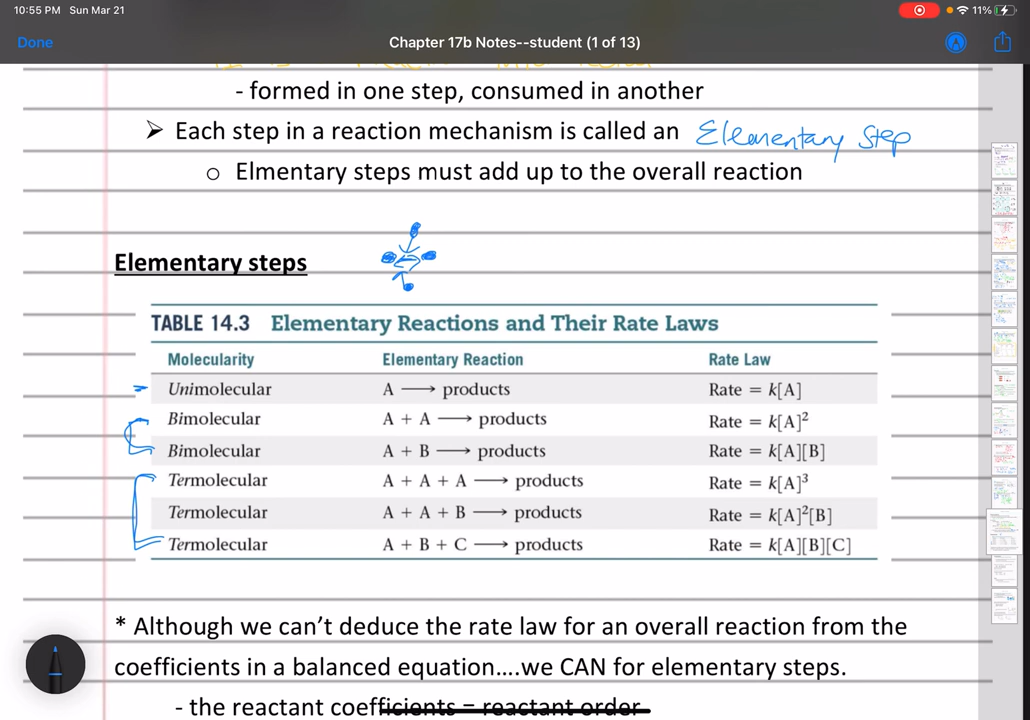 10:55 PM Sun Mar 21
11%
Done
Chapter 17b Notes--student (1 of 13)
- formed in one step, consumed in another
➢ Each step in a reaction mechanism is called an Elementary Step
o Elmentary steps must add up to the overall reaction
Elementary steps
TABLE 14.3 Elementary Reactions and Their Rate Laws
Molecularity Elementary Reaction Rate Law
Unimolecular A ⟶ products Rate = k[A]
Bimolecular A + A ⟶ products Rate = k[A]²
Bimolecular A + B ⟶ products Rate = k[A][B]
Termolecular A + A + A ⟶ products Rate = k[A]³
Termolecular A + A + B ⟶ products Rate = k[A]²[B]
Termolecular A + B + C ⟶ products Rate = k[A][B][C]
* Although we can't deduce the rate law for an overall reaction from the
coefficients in a balanced equation....we CAN for elementary steps.
- the reactant coefficients = reactant order